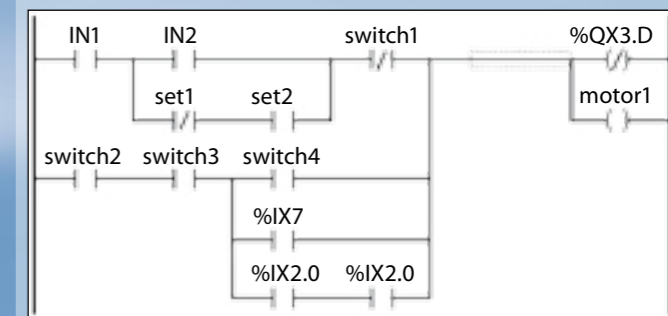 IN1 IN2 switch1 %QX3.D
set1 set2 motor1
switch2 switch3 switch4
%IX7
%IX2.0 %IX2.0